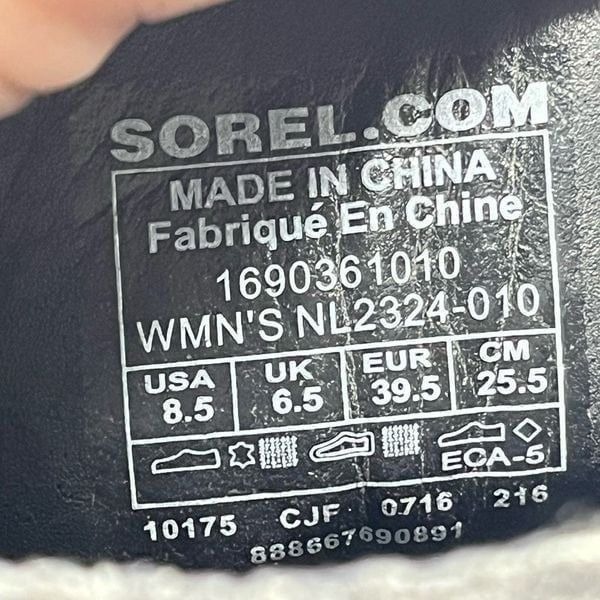 SOREL.COM
MADE IN CHINA
Fabriqué En Chine
1690361010
WMN'S NL2324-010
USA UK EUR CM
8.5 6.5 39.5 25.5
ECA-5
10175 CJF 0716 216
888667690891